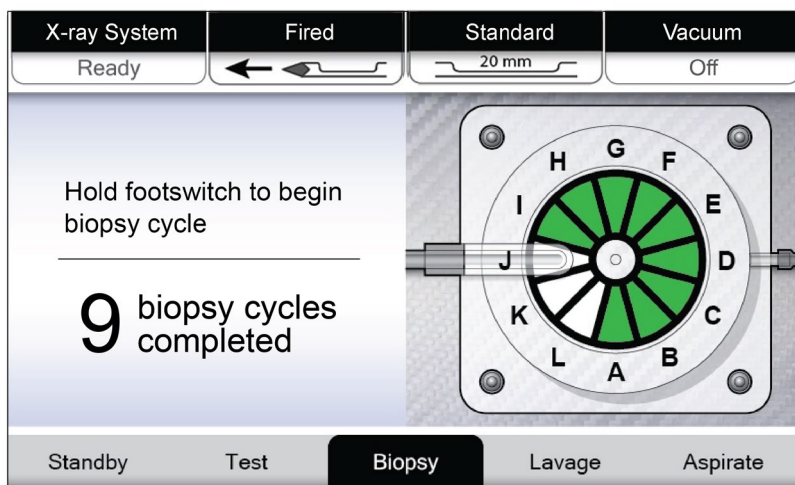 X-ray System Fired Standard Vacuum
Ready 20 mm Off
Hold footswitch to begin
biopsy cycle
9 biopsy cycles
completed
G
H F
I E
J D
K C
L B
A
Standby Test Biopsy Lavage Aspirate